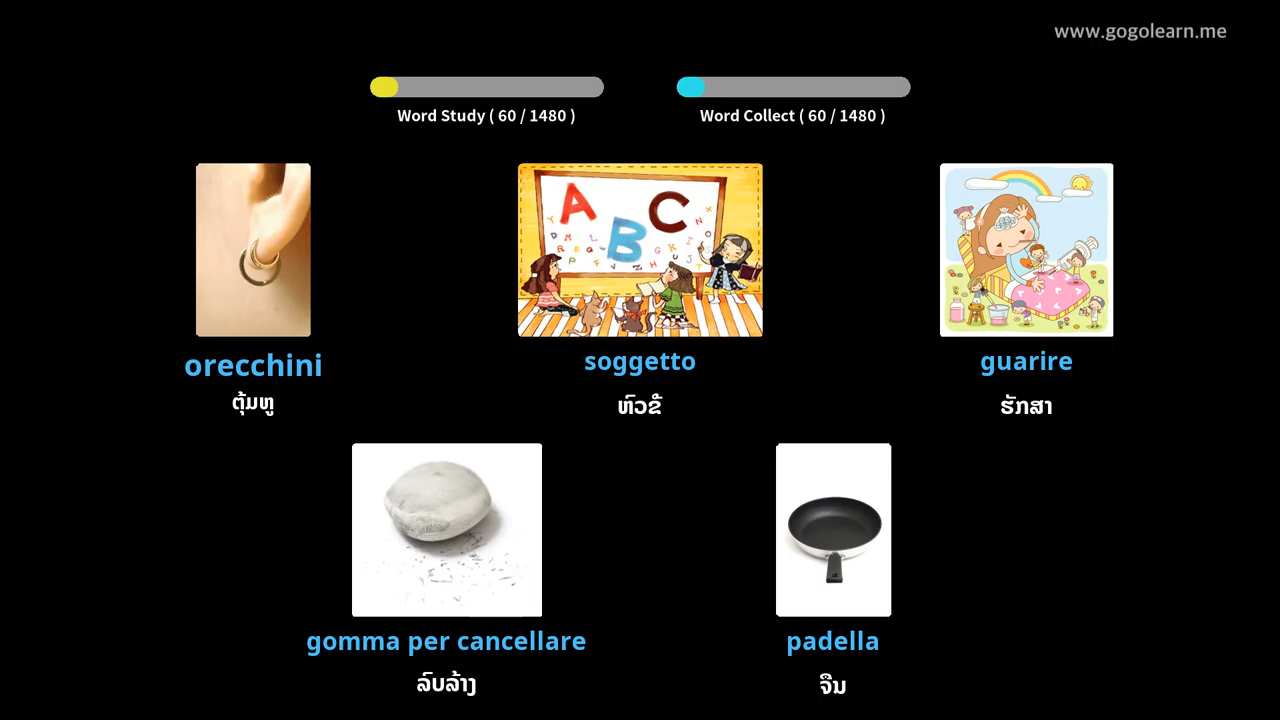 www.gogolearn.me
Word Study ( 60 / 1480 )
Word Collect ( 60 / 1480 )
A B C
orecchini
soggetto
guarire
ຕຸ້ມຫູ
ຫົວຂໍ້
ຮັກສາ
gomma per cancellare
padella
ລົບລ້າງ
ຈືນ